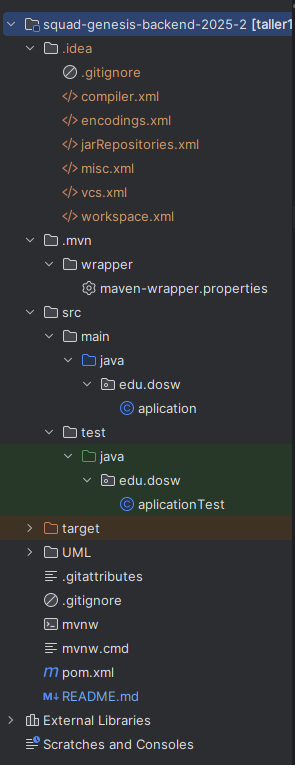 squad-genesis-backend-2025-2 [taller1
.idea
.gitignore
compiler.xml
encodings.xml
jarRepositories.xml
misc.xml
vcs.xml
workspace.xml
.mvn
wrapper
maven-wrapper.properties
src
main
java
edu.dosw
aplication
test
java
edu.dosw
aplicationTest
target
UML
.gitattributes
.gitignore
mvnw
mvnw.cmd
pom.xml
README.md
External Libraries
Scratches and Consoles